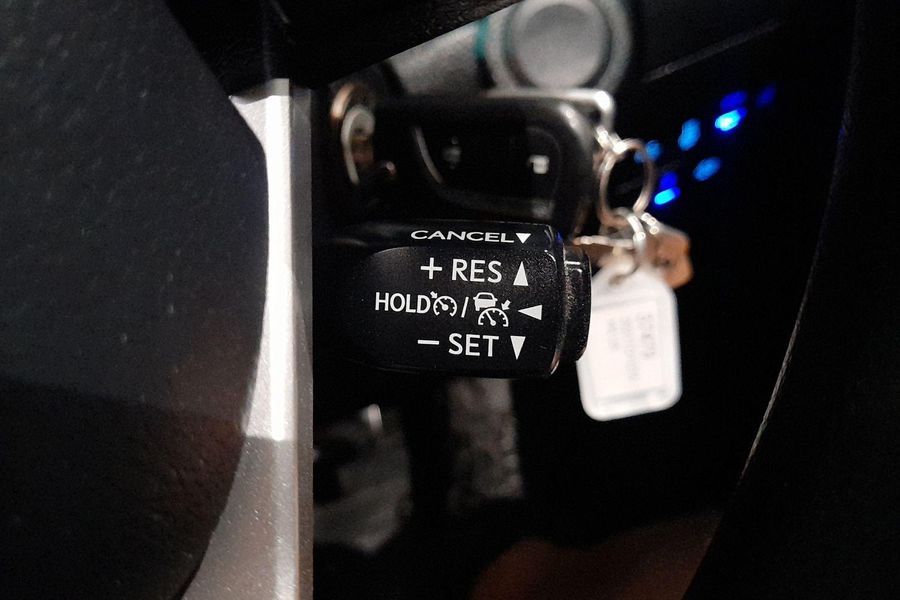 CANCEL▼
+ RES ▲
HOLD / ◀
− SET ▼